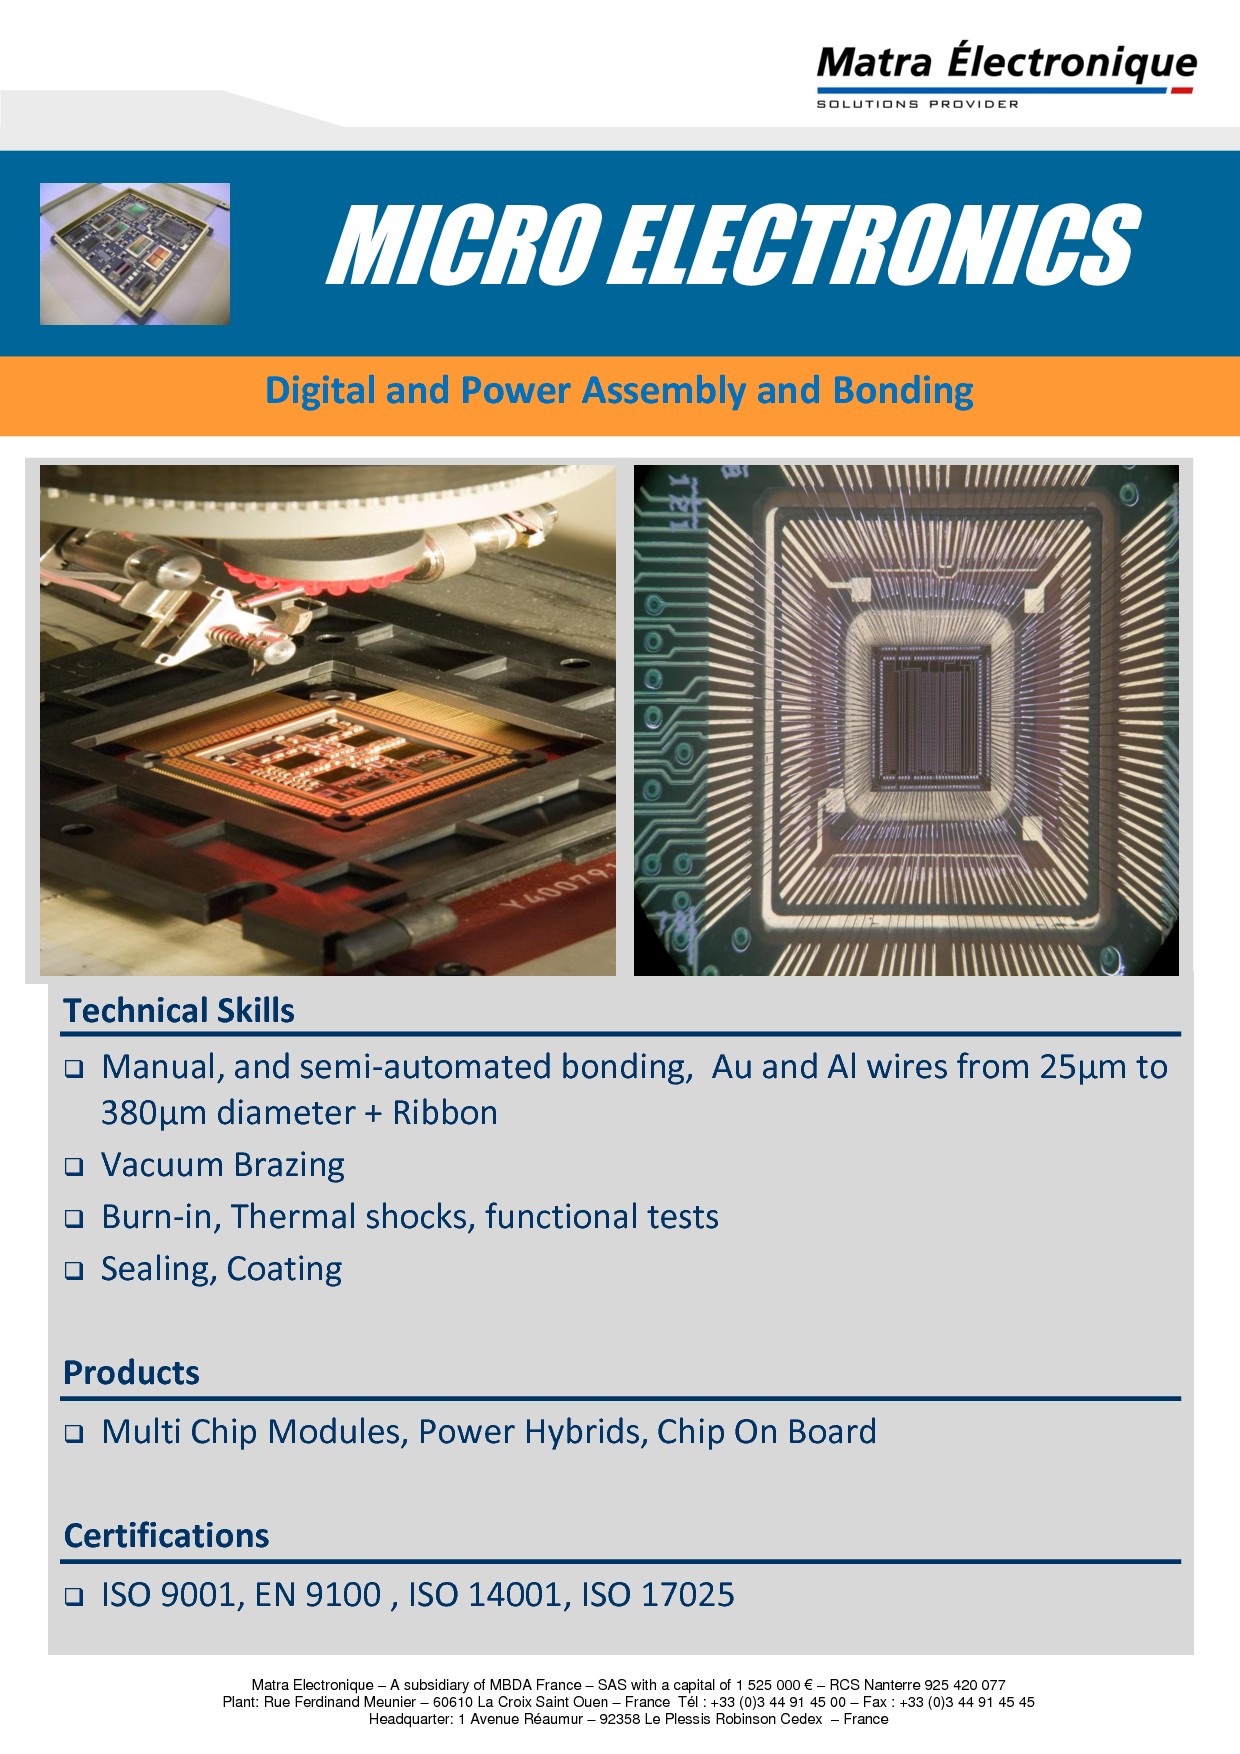 Matra Électronique
SOLUTIONS PROVIDER
MICRO ELECTRONICS
Digital and Power Assembly and Bonding
121
Y400791
Technical Skills
❑ Manual, and semi-automated bonding,  Au and Al wires from 25µm to
380µm diameter + Ribbon
❑ Vacuum Brazing
❑ Burn-in, Thermal shocks, functional tests
❑ Sealing, Coating
Products
❑ Multi Chip Modules, Power Hybrids, Chip On Board
Certifications
❑ ISO 9001, EN 9100 , ISO 14001, ISO 17025
Matra Electronique – A subsidiary of MBDA France – SAS with a capital of 1 525 000 € – RCS Nanterre 925 420 077
Plant: Rue Ferdinand Meunier – 60610 La Croix Saint Ouen – France  Tél : +33 (0)3 44 91 45 00 – Fax : +33 (0)3 44 91 45 45
Headquarter: 1 Avenue Réaumur – 92358 Le Plessis Robinson Cedex  – France